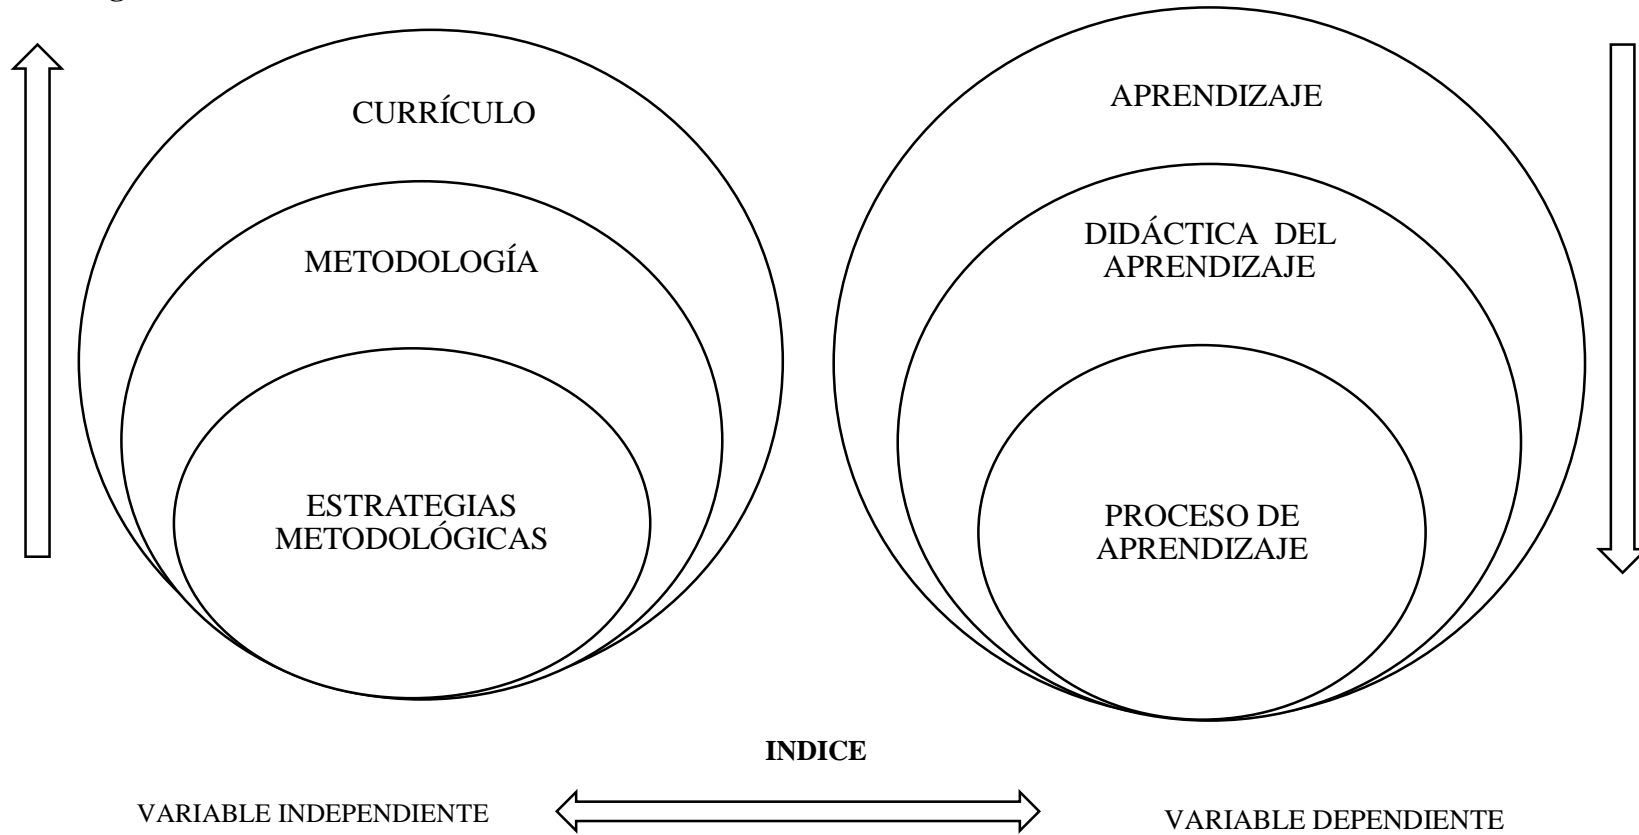 CURRÍCULO
METODOLOGÍA
ESTRATEGIAS
METODOLÓGICAS
APRENDIZAJE
DIDÁCTICA DEL
APRENDIZAJE
PROCESO DE
APRENDIZAJE
INDICE
VARIABLE INDEPENDIENTE
VARIABLE DEPENDIENTE